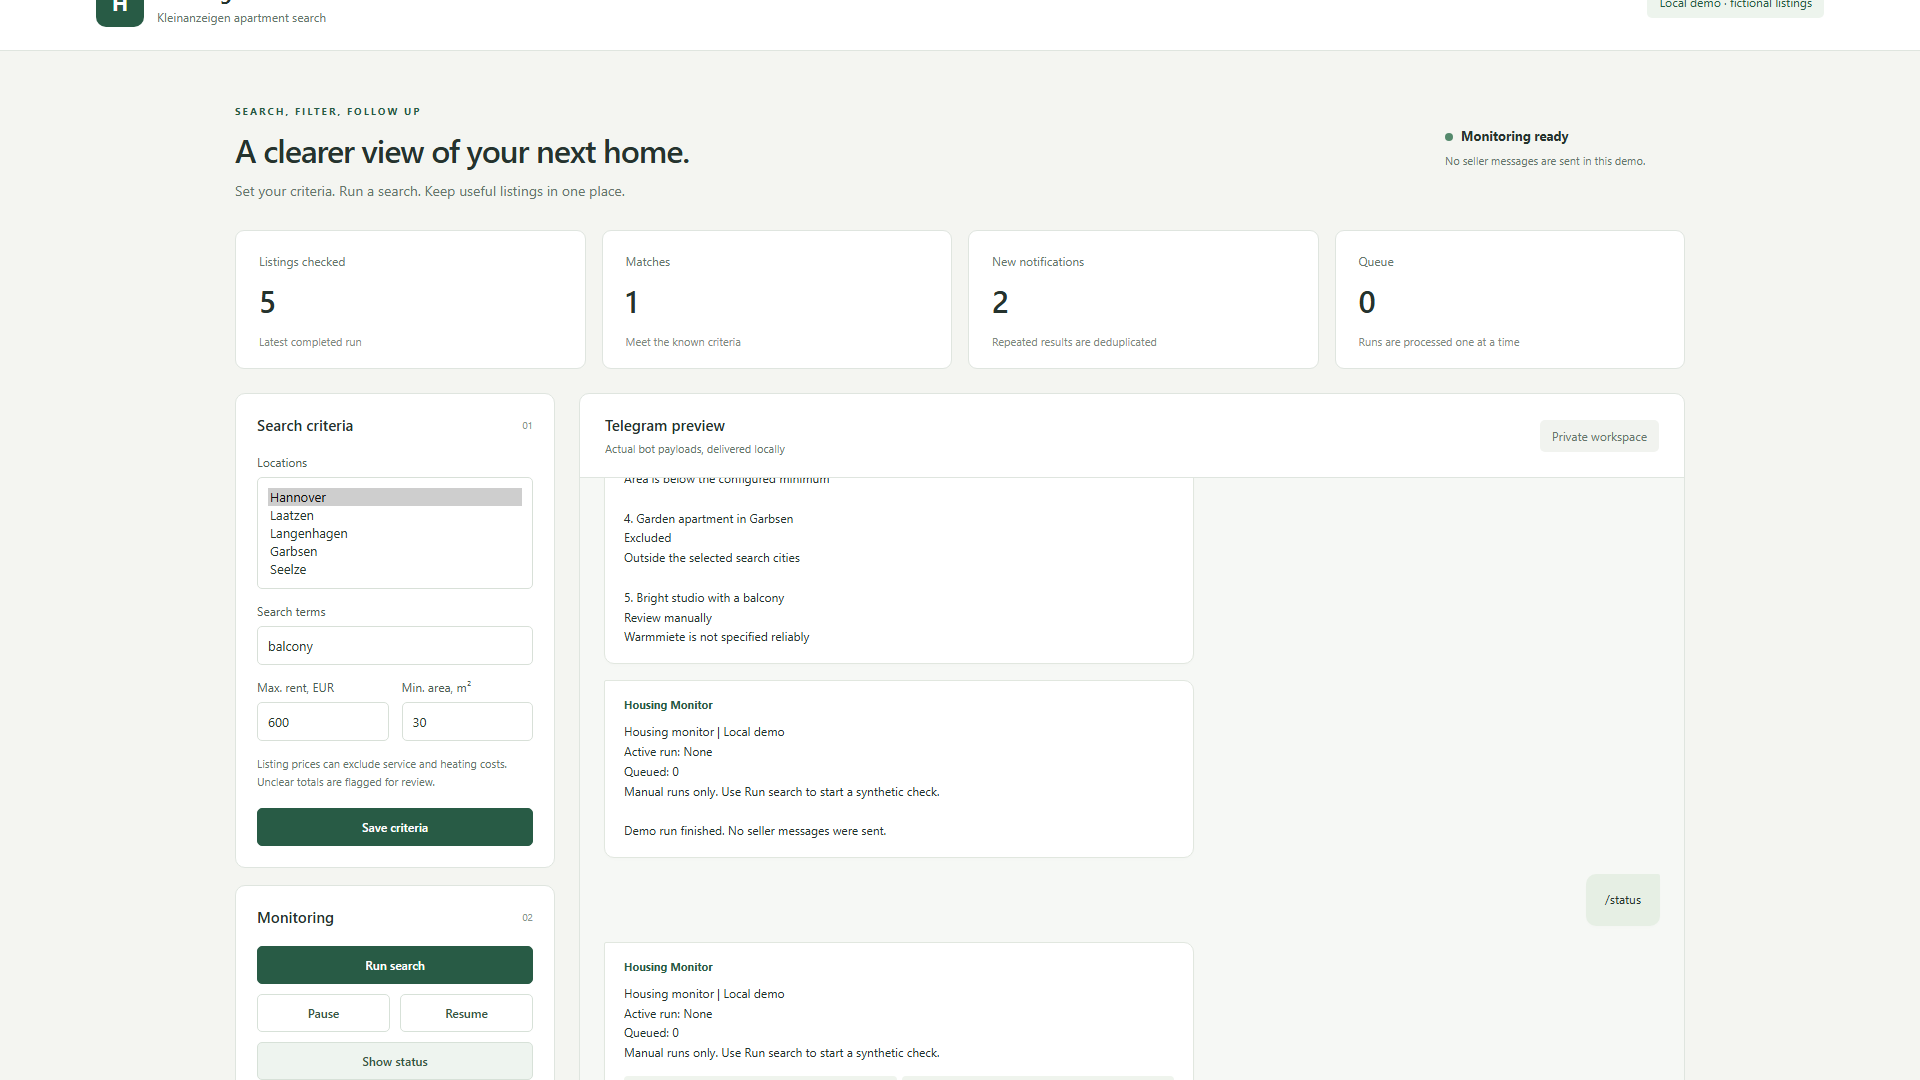 H
Kleinanzeigen apartment search
Local demo · fictional listings
SEARCH, FILTER, FOLLOW UP
A clearer view of your next home.
Set your criteria. Run a search. Keep useful listings in one place.
Monitoring ready
No seller messages are sent in this demo.
Listings checked
5
Latest completed run
Matches
1
Meet the known criteria
New notifications
2
Repeated results are deduplicated
Queue
0
Runs are processed one at a time
Search criteria
01
Locations
Hannover
Laatzen
Langenhagen
Garbsen
Seelze
Search terms
balcony
Max. rent, EUR
Min. area, m²
600
30
Listing prices can exclude service and heating costs.
Unclear totals are flagged for review.
Save criteria
Monitoring
02
Run search
Pause
Resume
Show status
Telegram preview
Actual bot payloads, delivered locally
Private workspace
Area is below the configured minimum
4. Garden apartment in Garbsen
Excluded
Outside the selected search cities
5. Bright studio with a balcony
Review manually
Warmmiete is not specified reliably
Housing Monitor
Housing monitor | Local demo
Active run: None
Queued: 0
Manual runs only. Use Run search to start a synthetic check.
Demo run finished. No seller messages were sent.
/status
Housing Monitor
Housing monitor | Local demo
Active run: None
Queued: 0
Manual runs only. Use Run search to start a synthetic check.